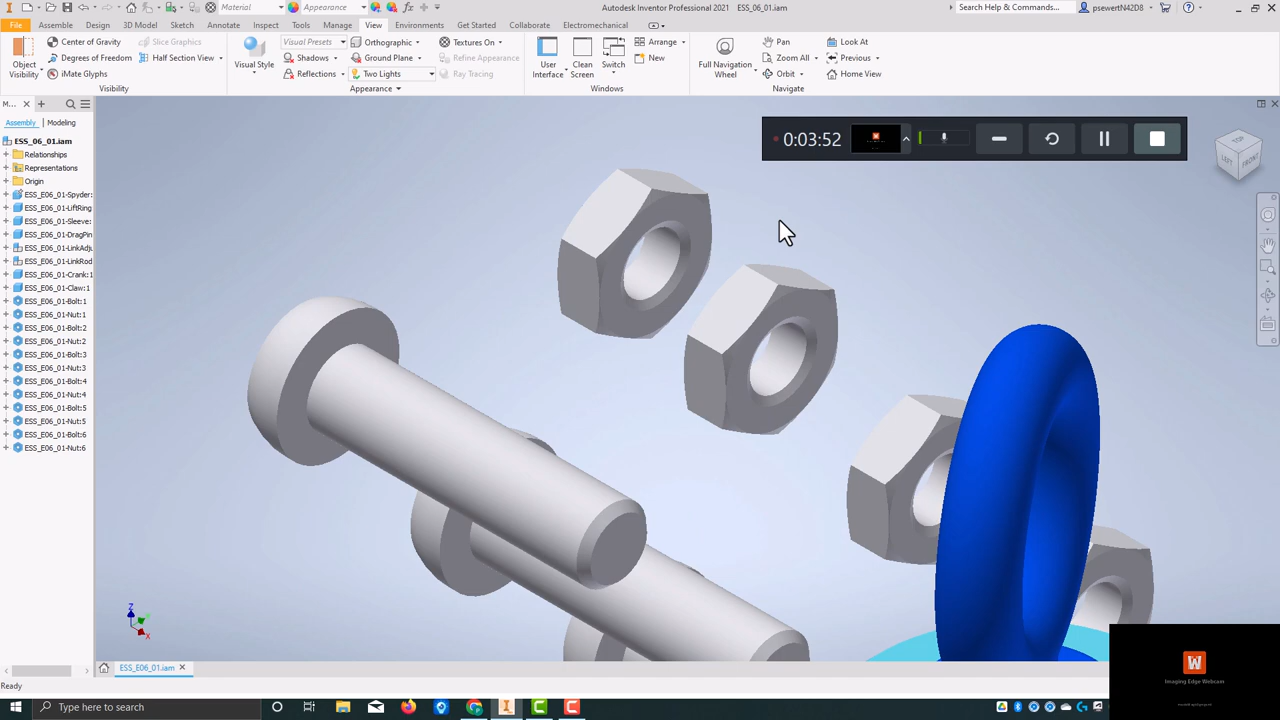 Material
Appearance
fx
Autodesk Inventor Professional 2021 ESS_06_01.iam
Search Help & Commands...
psewertN42D8
File
Assemble
Design
3D Model
Sketch
Annotate
Inspect
Tools
Manage
View
Environments
Get Started
Collaborate
Electromechanical
Object
Visibility
Center of Gravity
Degrees of Freedom
iMate Glyphs
Slice Graphics
Half Section View
Visibility
Visual Style
Visual Presets
Shadows
Reflections
Orthographic
Ground Plane
Two Lights
Textures On
Refine Appearance
Ray Tracing
Appearance
User
Interface
Clean
Screen
Switch
Arrange
New
Windows
Full Navigation
Wheel
Pan
Zoom All
Orbit
Look At
Previous
Home View
Navigate
M...
Assembly
Modeling
ESS_06_01.iam
Relationships
Representations
Origin
ESS_E06_01-Spyder:
ESS_E06_01-LiftRing
ESS_E06_01-Sleeve:
ESS_E06_01-DragPin
ESS_E06_01-LinkAdju
ESS_E06_01-LinkRod
ESS_E06_01-Crank:1
ESS_E06_01-Claw:1
ESS_E06_01-Bolt:1
ESS_E06_01-Nut:1
ESS_E06_01-Bolt:2
ESS_E06_01-Nut:2
ESS_E06_01-Bolt:3
ESS_E06_01-Nut:3
ESS_E06_01-Bolt:4
ESS_E06_01-Nut:4
ESS_E06_01-Bolt:5
ESS_E06_01-Nut:5
ESS_E06_01-Bolt:6
ESS_E06_01-Nut:6
0:03:52
TOP
LEFT
FRONT
Z
X
ESS_E06_01.iam
Ready
W
Imaging Edge Webcam
Type here to search